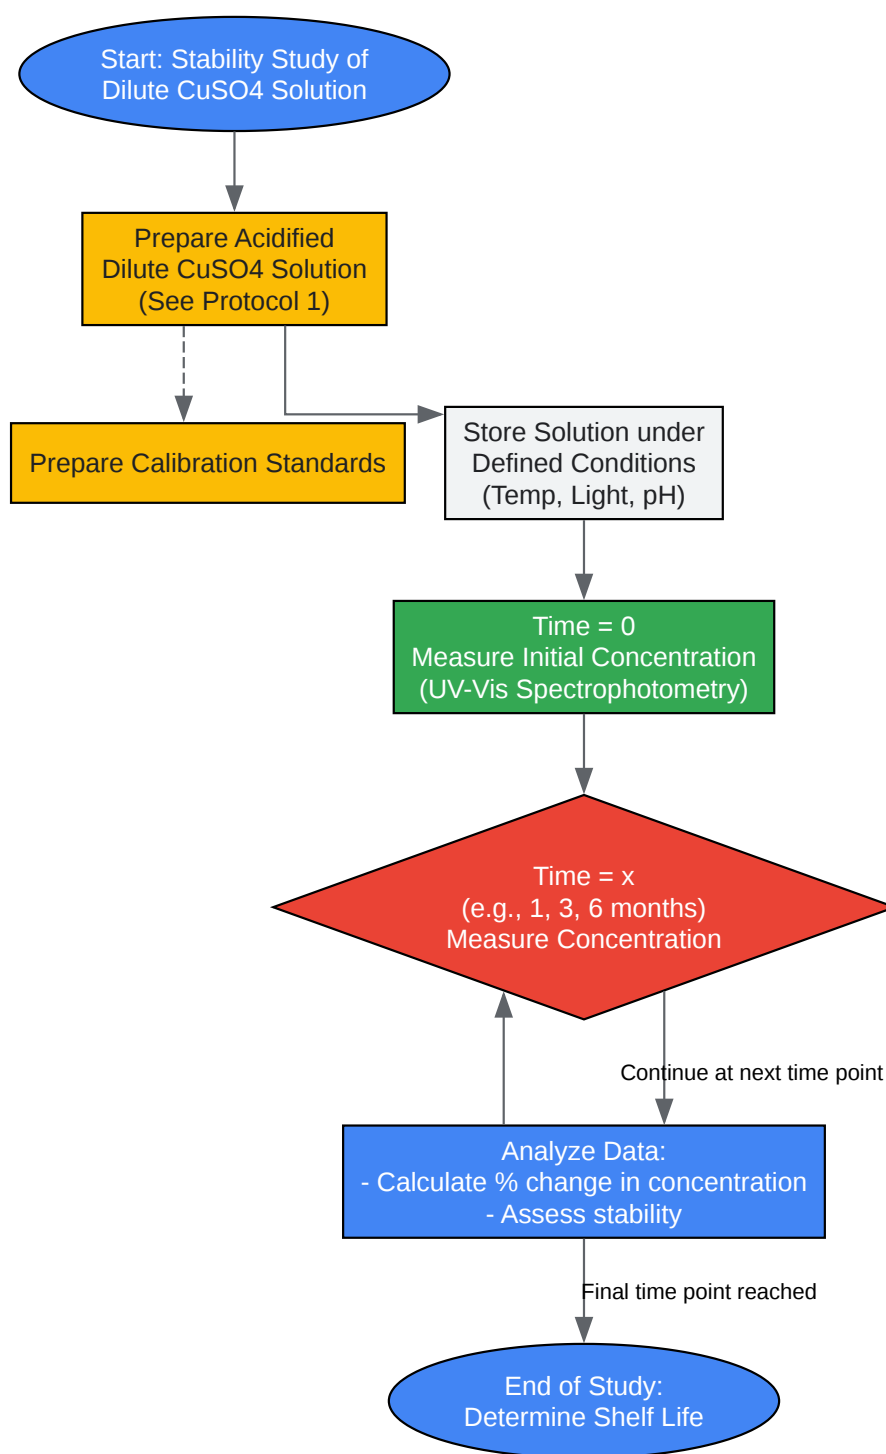 Start: Stability Study of
Dilute CuSO4 Solution
Prepare Acidified
Dilute CuSO4 Solution
(See Protocol 1)
Prepare Calibration Standards
Store Solution under
Defined Conditions
(Temp, Light, pH)
Time = 0
Measure Initial Concentration
(UV-Vis Spectrophotometry)
Time = x
(e.g., 1, 3, 6 months)
Measure Concentration
Continue at next time point
Analyze Data:
- Calculate % change in concentration
- Assess stability
Final time point reached
End of Study:
Determine Shelf Life